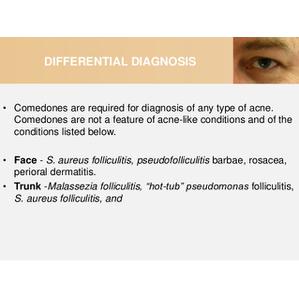 DIFFERENTIAL DIAGNOSIS
• Comedones are required for diagnosis of any type of acne.
Comedones are not a feature of acne-like conditions and of the
conditions listed below.
• Face - S. aureus folliculitis, pseudofolliculitis barbae, rosacea,
perioral dermatitis.
• Trunk -Malassezia folliculitis, “hot-tub” pseudomonas folliculitis,
S. aureus folliculitis, and